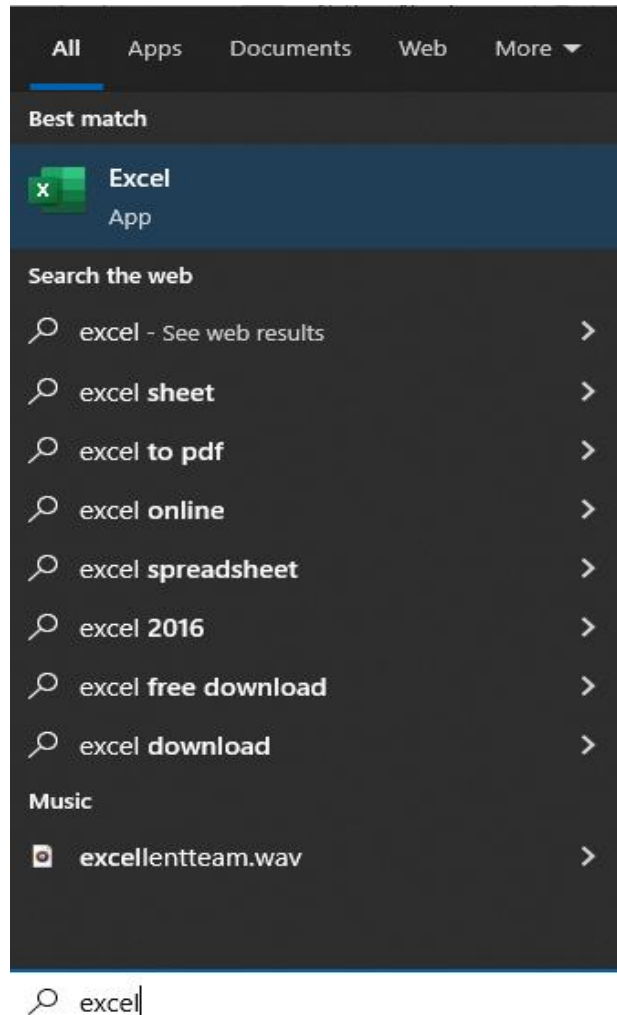 All Apps Documents Web More
Best match
Excel
App
Search the web
excel - See web results
excel sheet
excel to pdf
excel online
excel spreadsheet
excel 2016
excel free download
excel download
Music
excellentteam.wav
excel